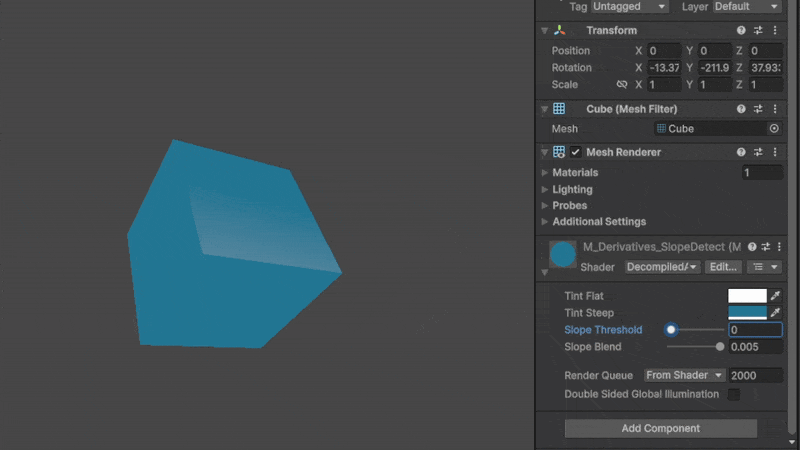 Tag Untagged Layer Default
Transform
Position X 0 Y 0 Z 0
Rotation X -13.37 Y -211.9 Z 37.93
Scale X 1 Y 1 Z 1
Cube (Mesh Filter)
Mesh Cube
Mesh Renderer
Materials 1
Lighting
Probes
Additional Settings
M_Derivatives_SlopeDetect (M
Shader Decompiled/ Edit...
Tint Flat
Tint Steep
Slope Threshold 0
Slope Blend 0.005
Render Queue From Shader 2000
Double Sided Global Illumination
Add Component